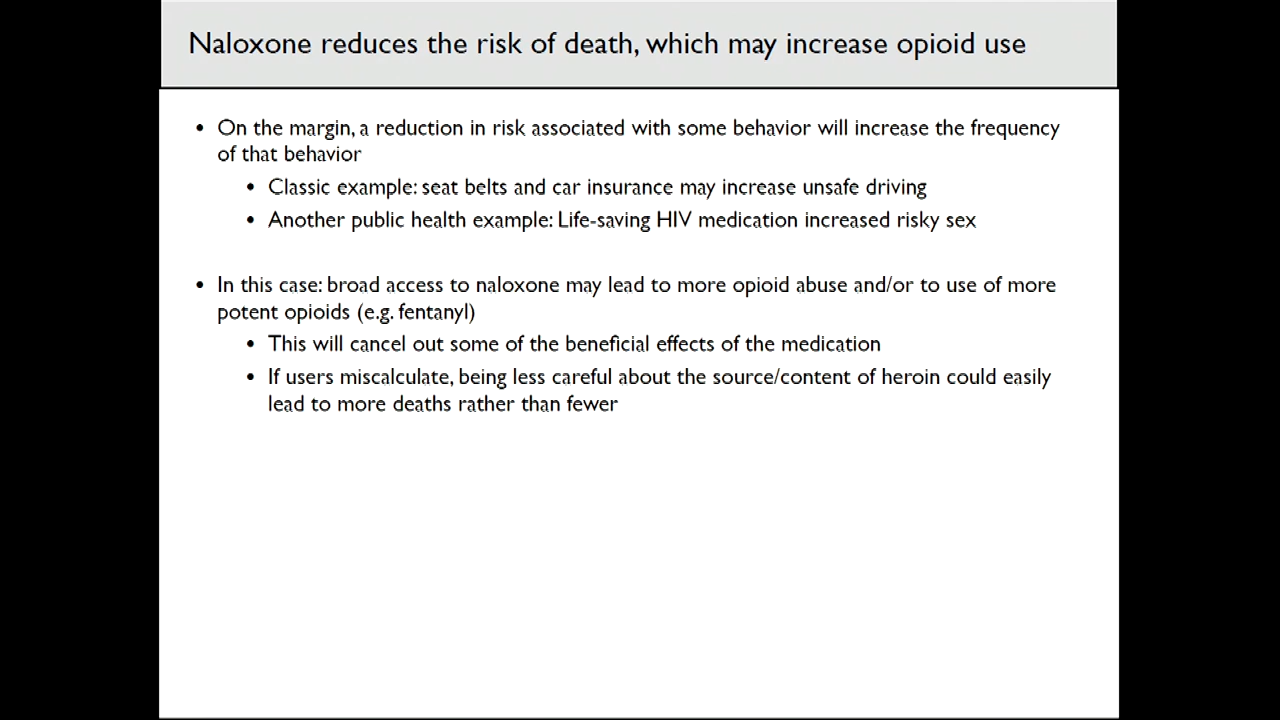 Naloxone reduces the risk of death, which may increase opioid use
• On the margin, a reduction in risk associated with some behavior will increase the frequency
of that behavior
• Classic example: seat belts and car insurance may increase unsafe driving
• Another public health example: Life-saving HIV medication increased risky sex
• In this case: broad access to naloxone may lead to more opioid abuse and/or to use of more
potent opioids (e.g. fentanyl)
• This will cancel out some of the beneficial effects of the medication
• If users miscalculate, being less careful about the source/content of heroin could easily
lead to more deaths rather than fewer